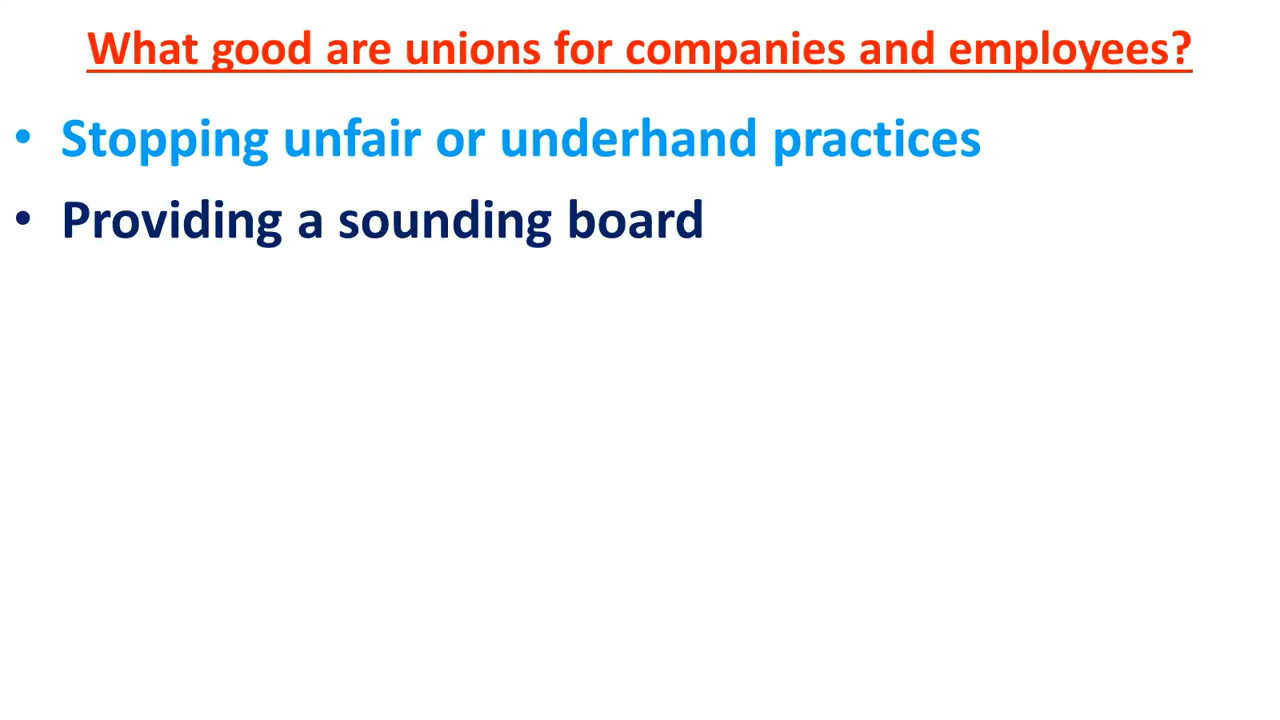 What good are unions for companies and employees?
• Stopping unfair or underhand practices
• Providing a sounding board